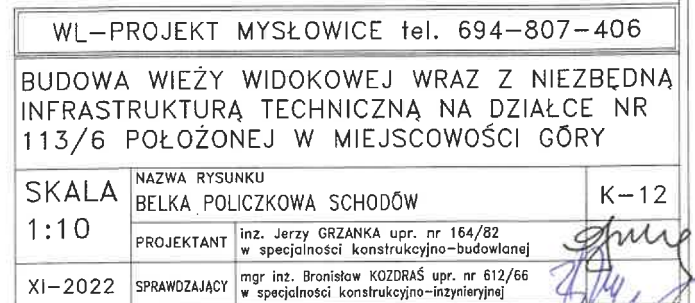 WL-PROJEKT MYSŁOWICE tel. 694-807-406
BUDOWA WIEŻY WIDOKOWEJ WRAZ Z NIEZBĘDNĄ
INFRASTRUKTURĄ TECHNICZNĄ NA DZIAŁCE NR
113/6 POŁOŻONEJ W MIEJSCOWOŚCI GÓRY
SKALA
1:10
NAZWA RYSUNKU
BELKA POLICZKOWA SCHODÓW
K-12
PROJEKTANT
inż. Jerzy GRZANKA upr. nr 164/82
w specjalności konstrukcyjno-budowlanej
XI-2022
SPRAWDZAJĄCY
mgr inż. Bronisław KOZDRAŚ upr. nr 612/66
w specjalności konstrukcyjno-inżynieryjnej